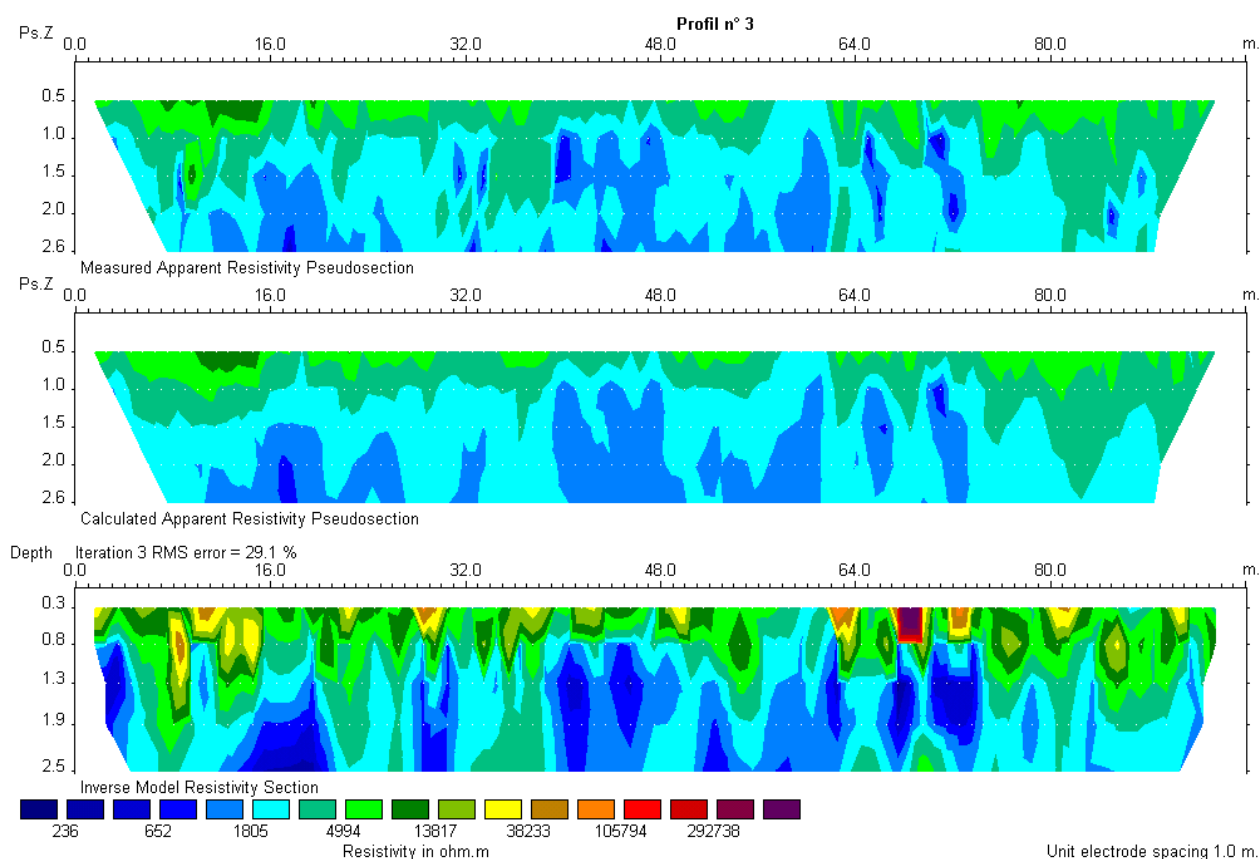 Profil n° 3
Ps.Z
0.0 16.0 32.0 48.0 64.0 80.0 m.
0.5
1.0
1.5
2.0
2.6
Measured Apparent Resistivity Pseudosection
Ps.Z
0.0 16.0 32.0 48.0 64.0 80.0 m.
0.5
1.0
1.5
2.0
2.6
Calculated Apparent Resistivity Pseudosection
Depth Iteration 3 RMS error = 29.1 %
0.0 16.0 32.0 48.0 64.0 80.0 m.
0.3
0.8
1.3
1.9
2.5
Inverse Model Resistivity Section
236 652 1805 4994 13817 38233 105794 292738
Resistivity in ohm.m Unit electrode spacing 1.0 m.